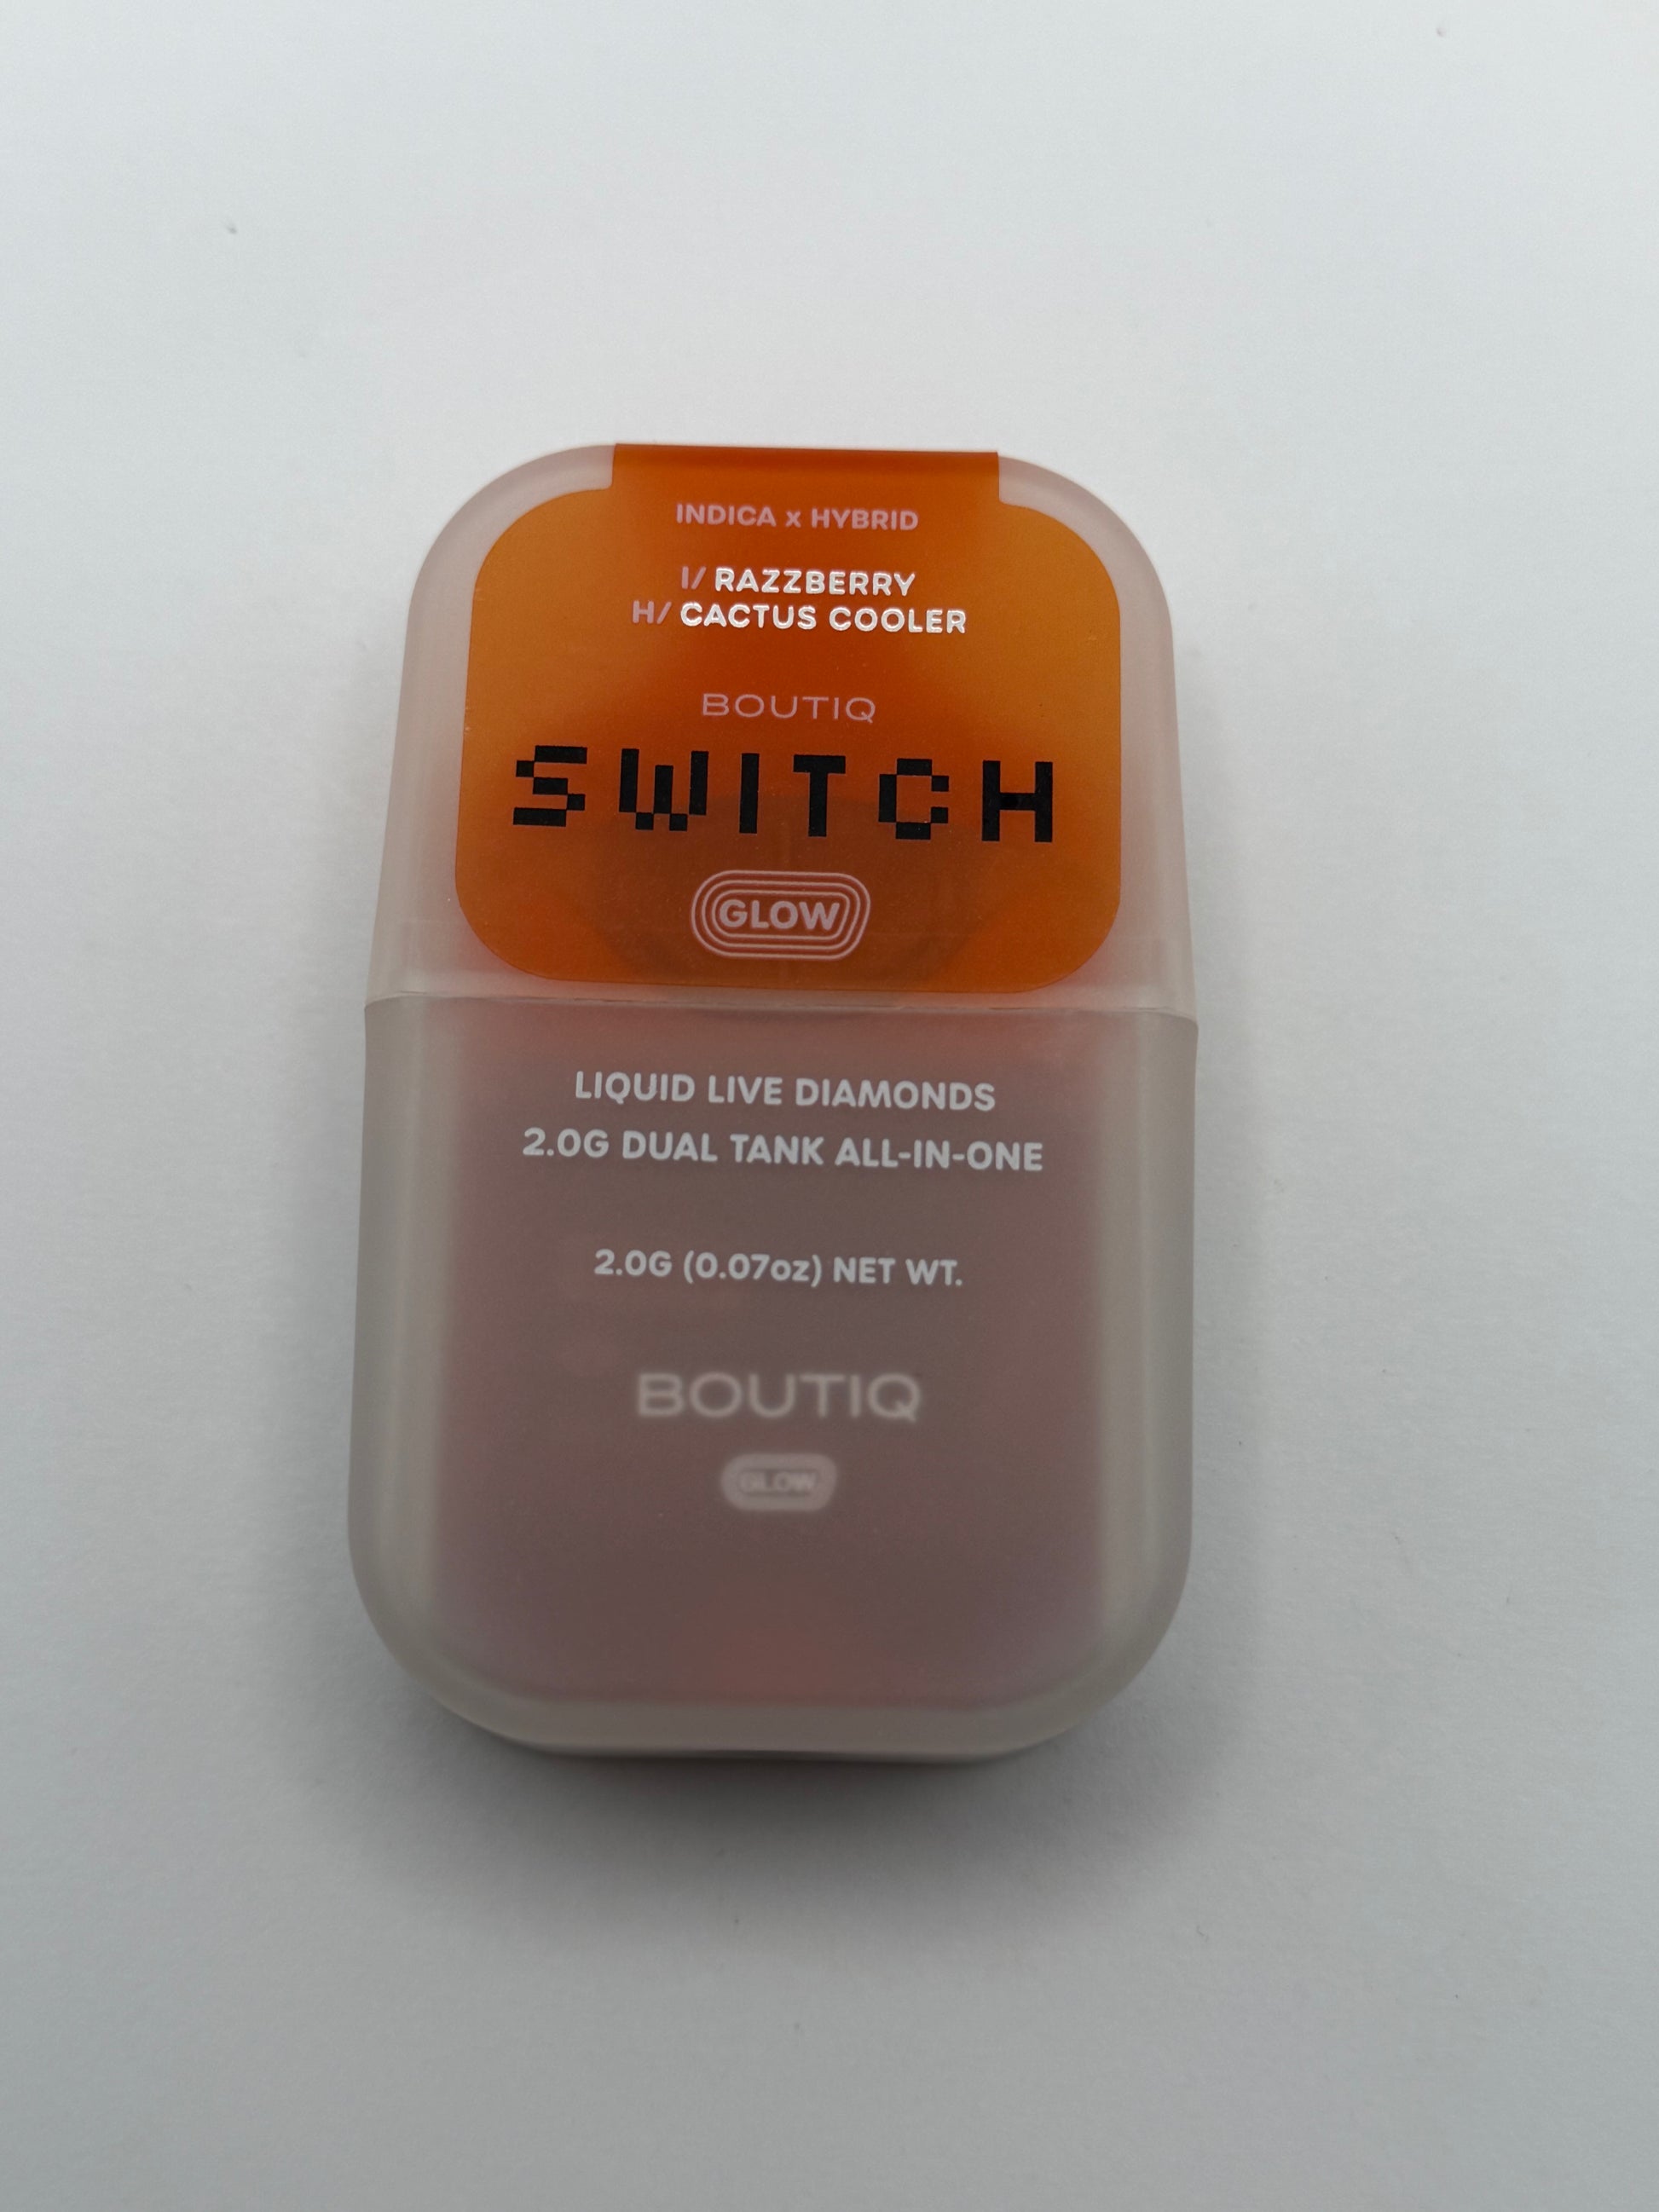 INDICA x HYBRID
I/ RAZZBERRY
H/ CACTUS COOLER
BOUTIQ
SWITCH
GLOW
LIQUID LIVE DIAMONDS
2.0G DUAL TANK ALL-IN-ONE
2.0G (0.07oz) NET WT.
BOUTIQ
GLOW